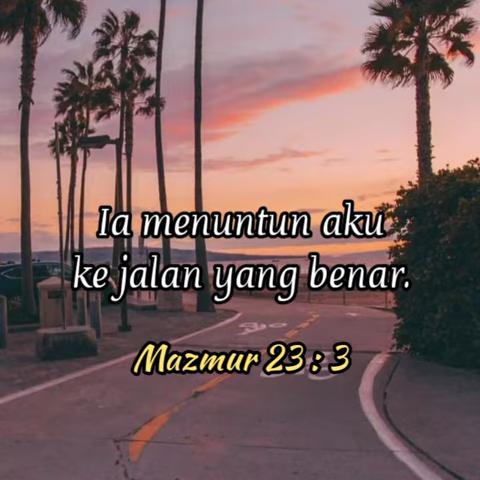 Ia menuntun aku
ke jalan yang benar.
Mazmur 23 : 3